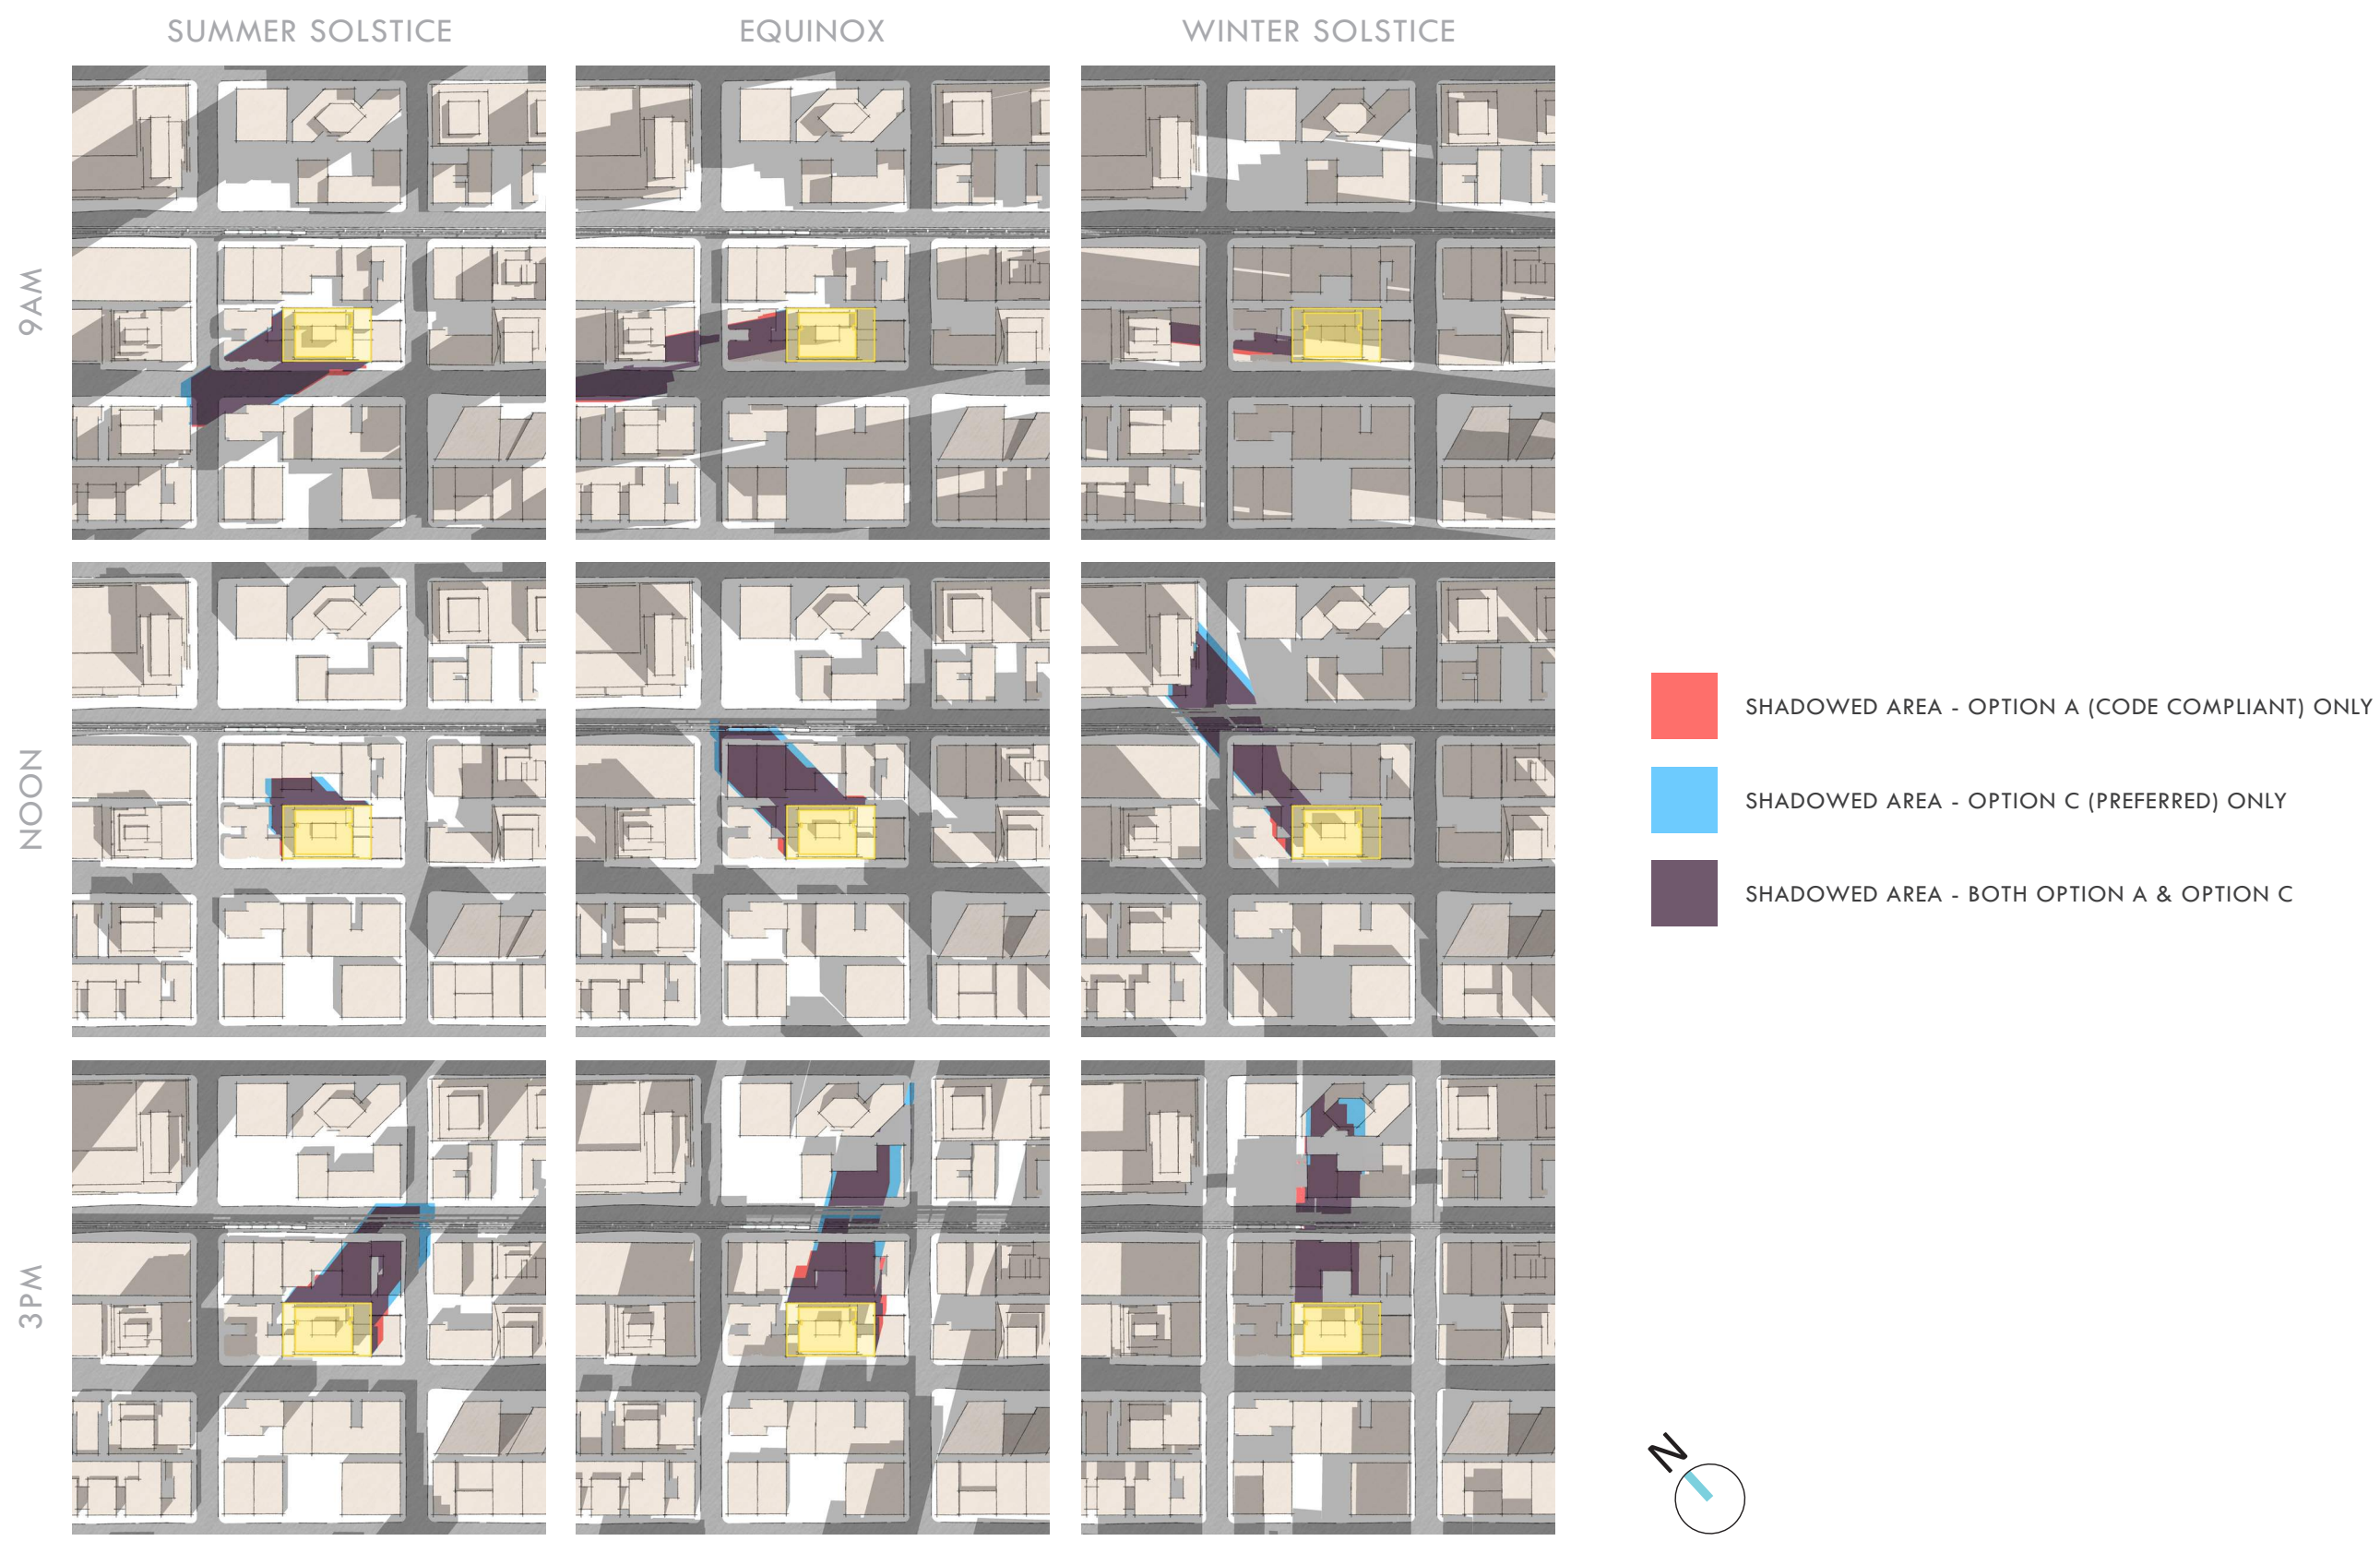 SUMMER SOLSTICE
EQUINOX
WINTER SOLSTICE
9AM
NOON
3PM
SHADOWED AREA - OPTION A (CODE COMPLIANT) ONLY
SHADOWED AREA - OPTION C (PREFERRED) ONLY
SHADOWED AREA - BOTH OPTION A & OPTION C
N